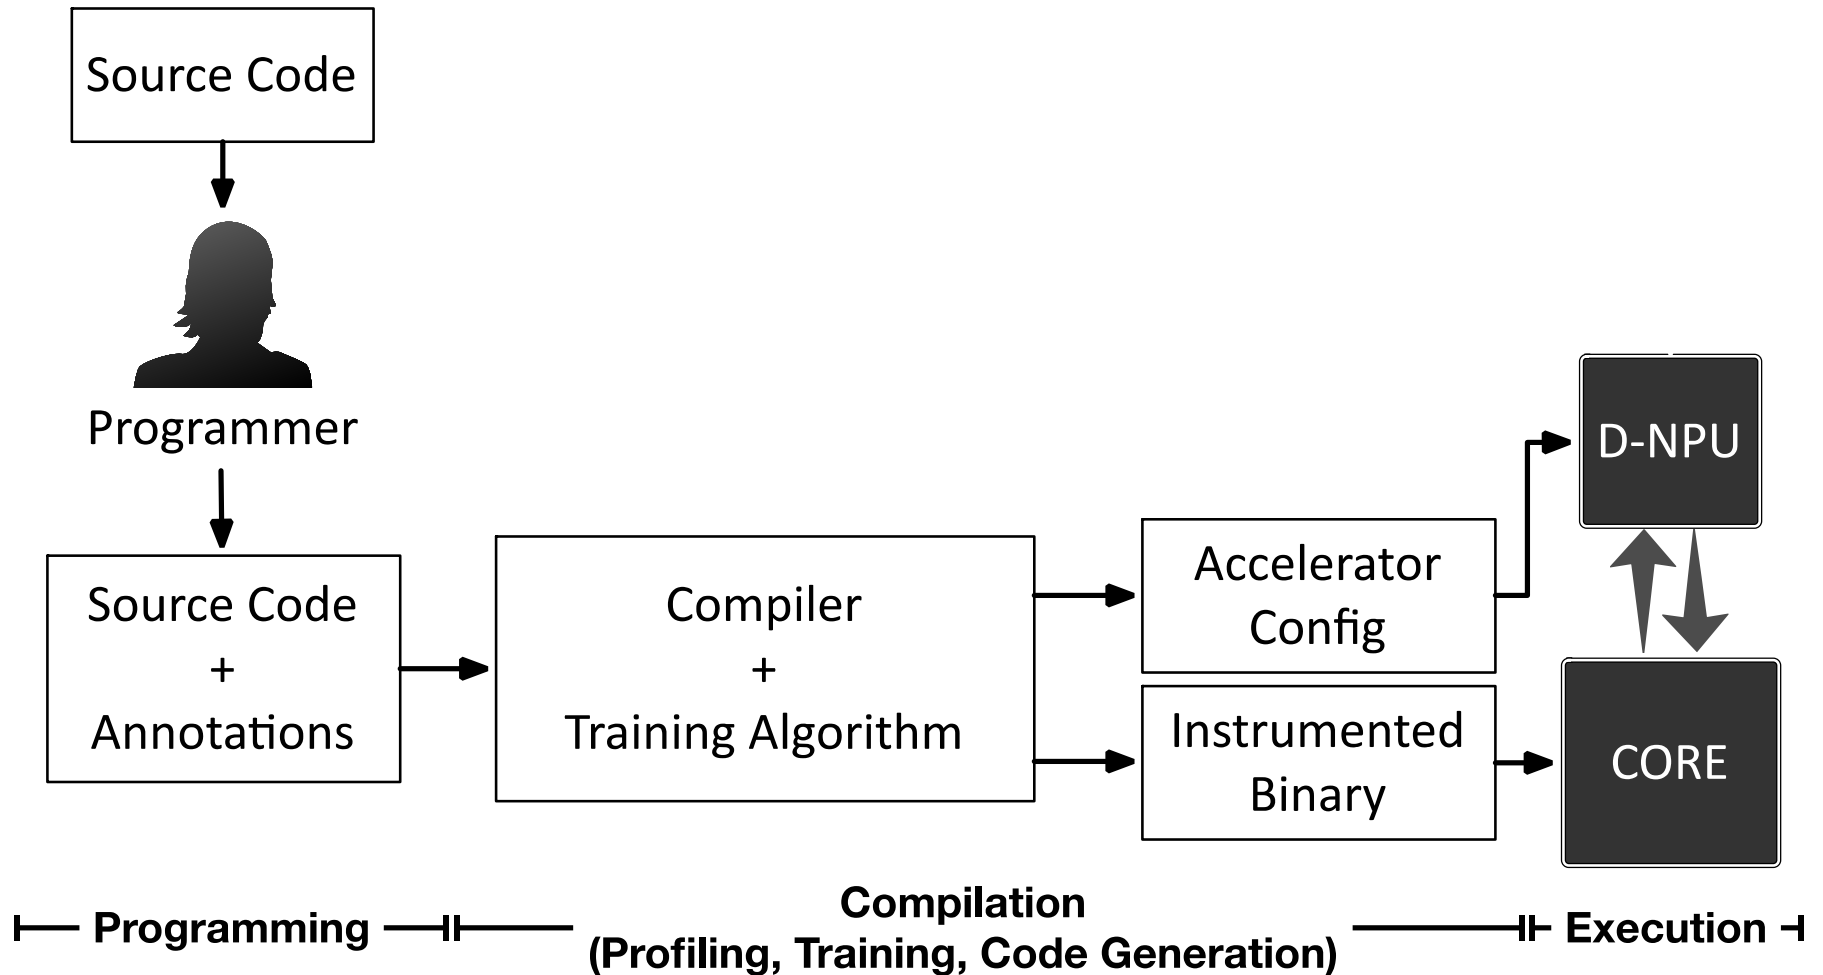 Source Code
Programmer
Source Code
+
Annotations
Compiler
+
Training Algorithm
Accelerator
Config
Instrumented
Binary
D-NPU
CORE
Programming
Compilation
(Profiling, Training, Code Generation)
Execution